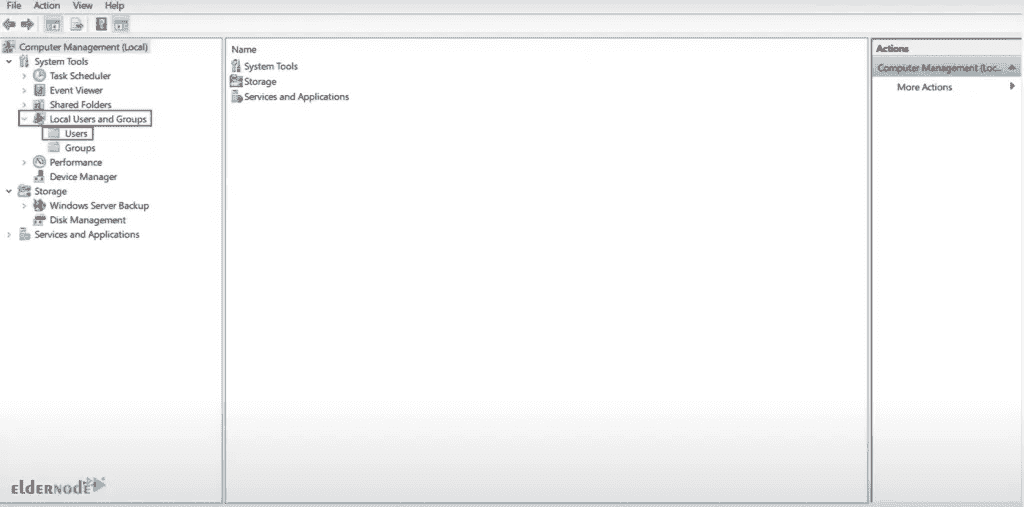 File Action View Help
Computer Management (Local)
System Tools
Task Scheduler
Event Viewer
Shared Folders
Local Users and Groups
Users
Groups
Performance
Device Manager
Storage
Windows Server Backup
Disk Management
Services and Applications
Name
System Tools
Storage
Services and Applications
Actions
Computer Management (Loc...
More Actions
eldernode